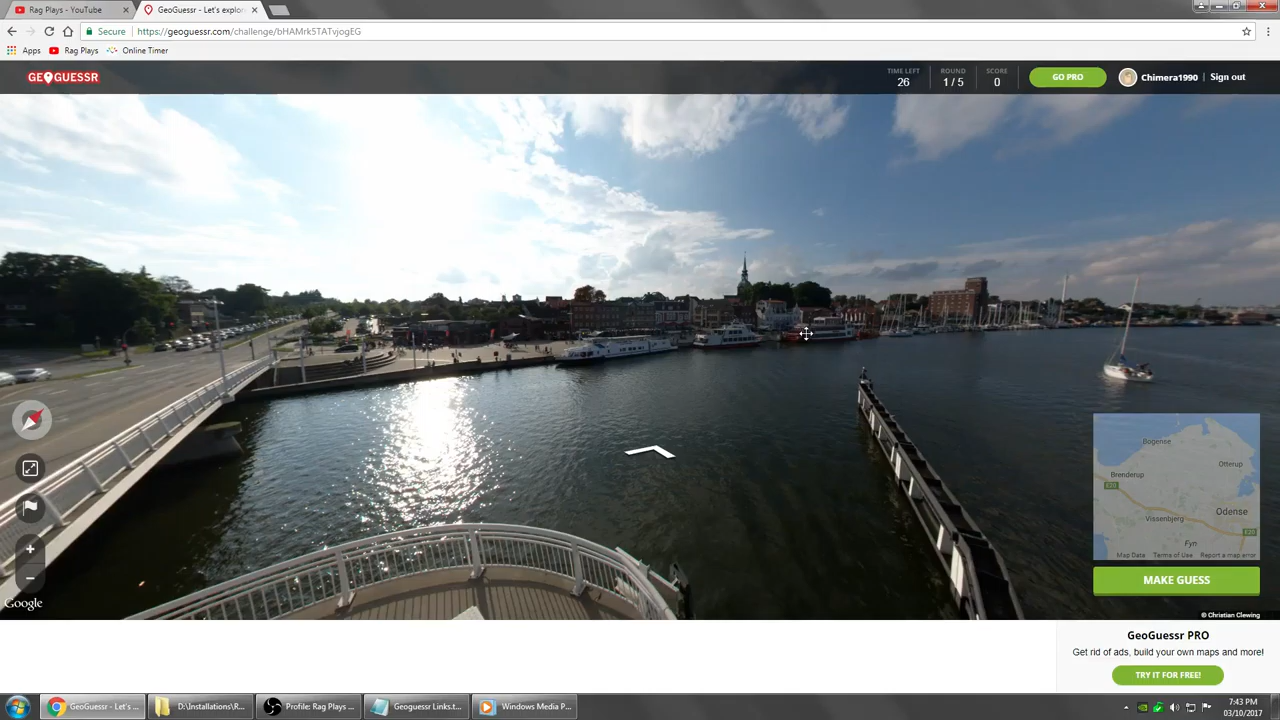 Rag Plays - YouTube
GeoGuessr - Let's explor
Secure
https://geoguessr.com/challenge/bHAMrk5TATvjogEG
Apps Rag Plays Online Timer
GEOGUESSR
TIME LEFT
26
ROUND
1 / 5
SCORE
0
GO PRO
Chimera1990 | Sign out
Bogense
Otterup
Brenderup
E20
Odense
Vissenbjerg
E20
Fyn
Map Data Terms of Use Report a map error
MAKE GUESS
+
−
Google
© Christian Clewing
GeoGuessr PRO
Get rid of ads, build your own maps and more!
TRY IT FOR FREE!
GeoGuessr - Let's ...
D:\Installations\R...
Profile: Rag Plays ...
Geoguessr Links.t...
Windows Media P...
7:43 PM
03/10/2017